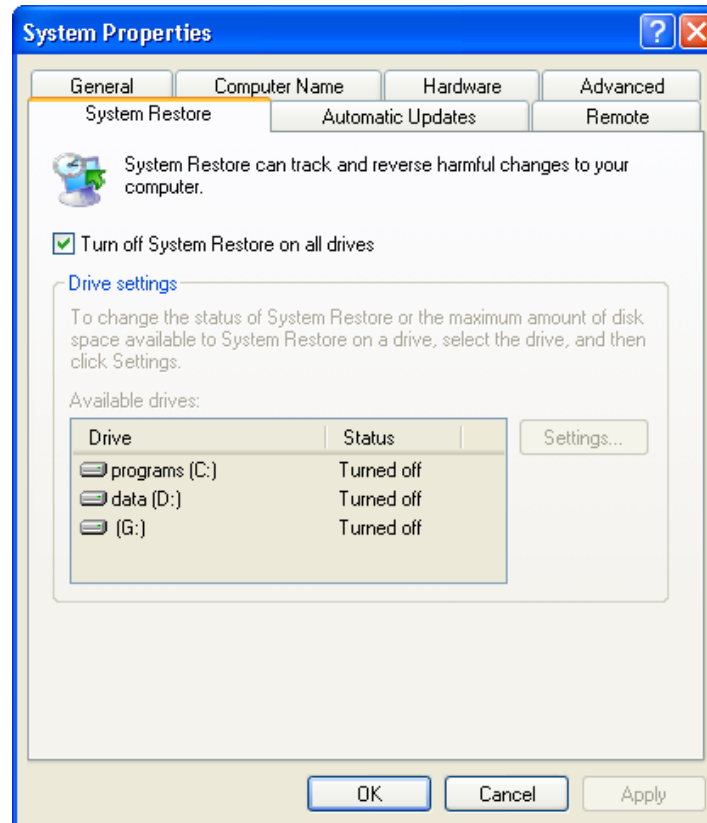 System Properties
General Computer Name Hardware Advanced
System Restore Automatic Updates Remote
System Restore can track and reverse harmful changes to your
computer.
Turn off System Restore on all drives
Drive settings
To change the status of System Restore or the maximum amount of disk
space available to System Restore on a drive, select the drive, and then
click Settings.
Available drives:
Drive Status Settings...
programs (C:) Turned off
data (D:) Turned off
(G:) Turned off
OK Cancel Apply